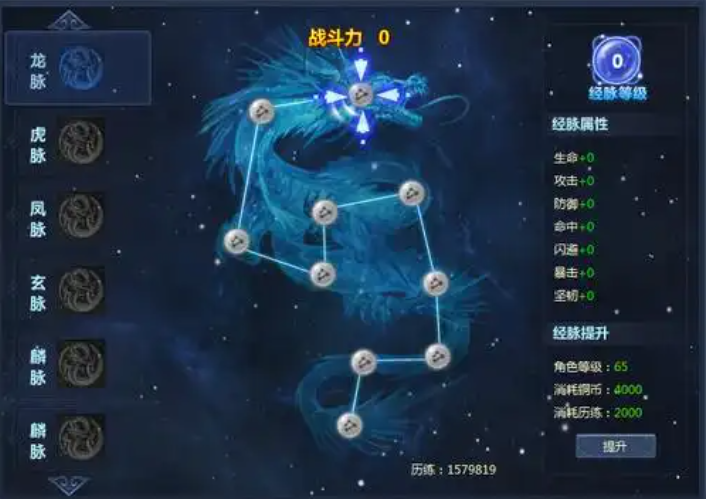 战斗力 0
龙脉
虎脉
凤脉
玄脉
麟脉
麟脉
0
经脉等级
经脉属性
生命+0
攻击+0
防御+0
命中+0
闪避+0
暴击+0
坚韧+0
经脉提升
角色等级：65
消耗铜币：4000
消耗历练：2000
提升
历练：1579819